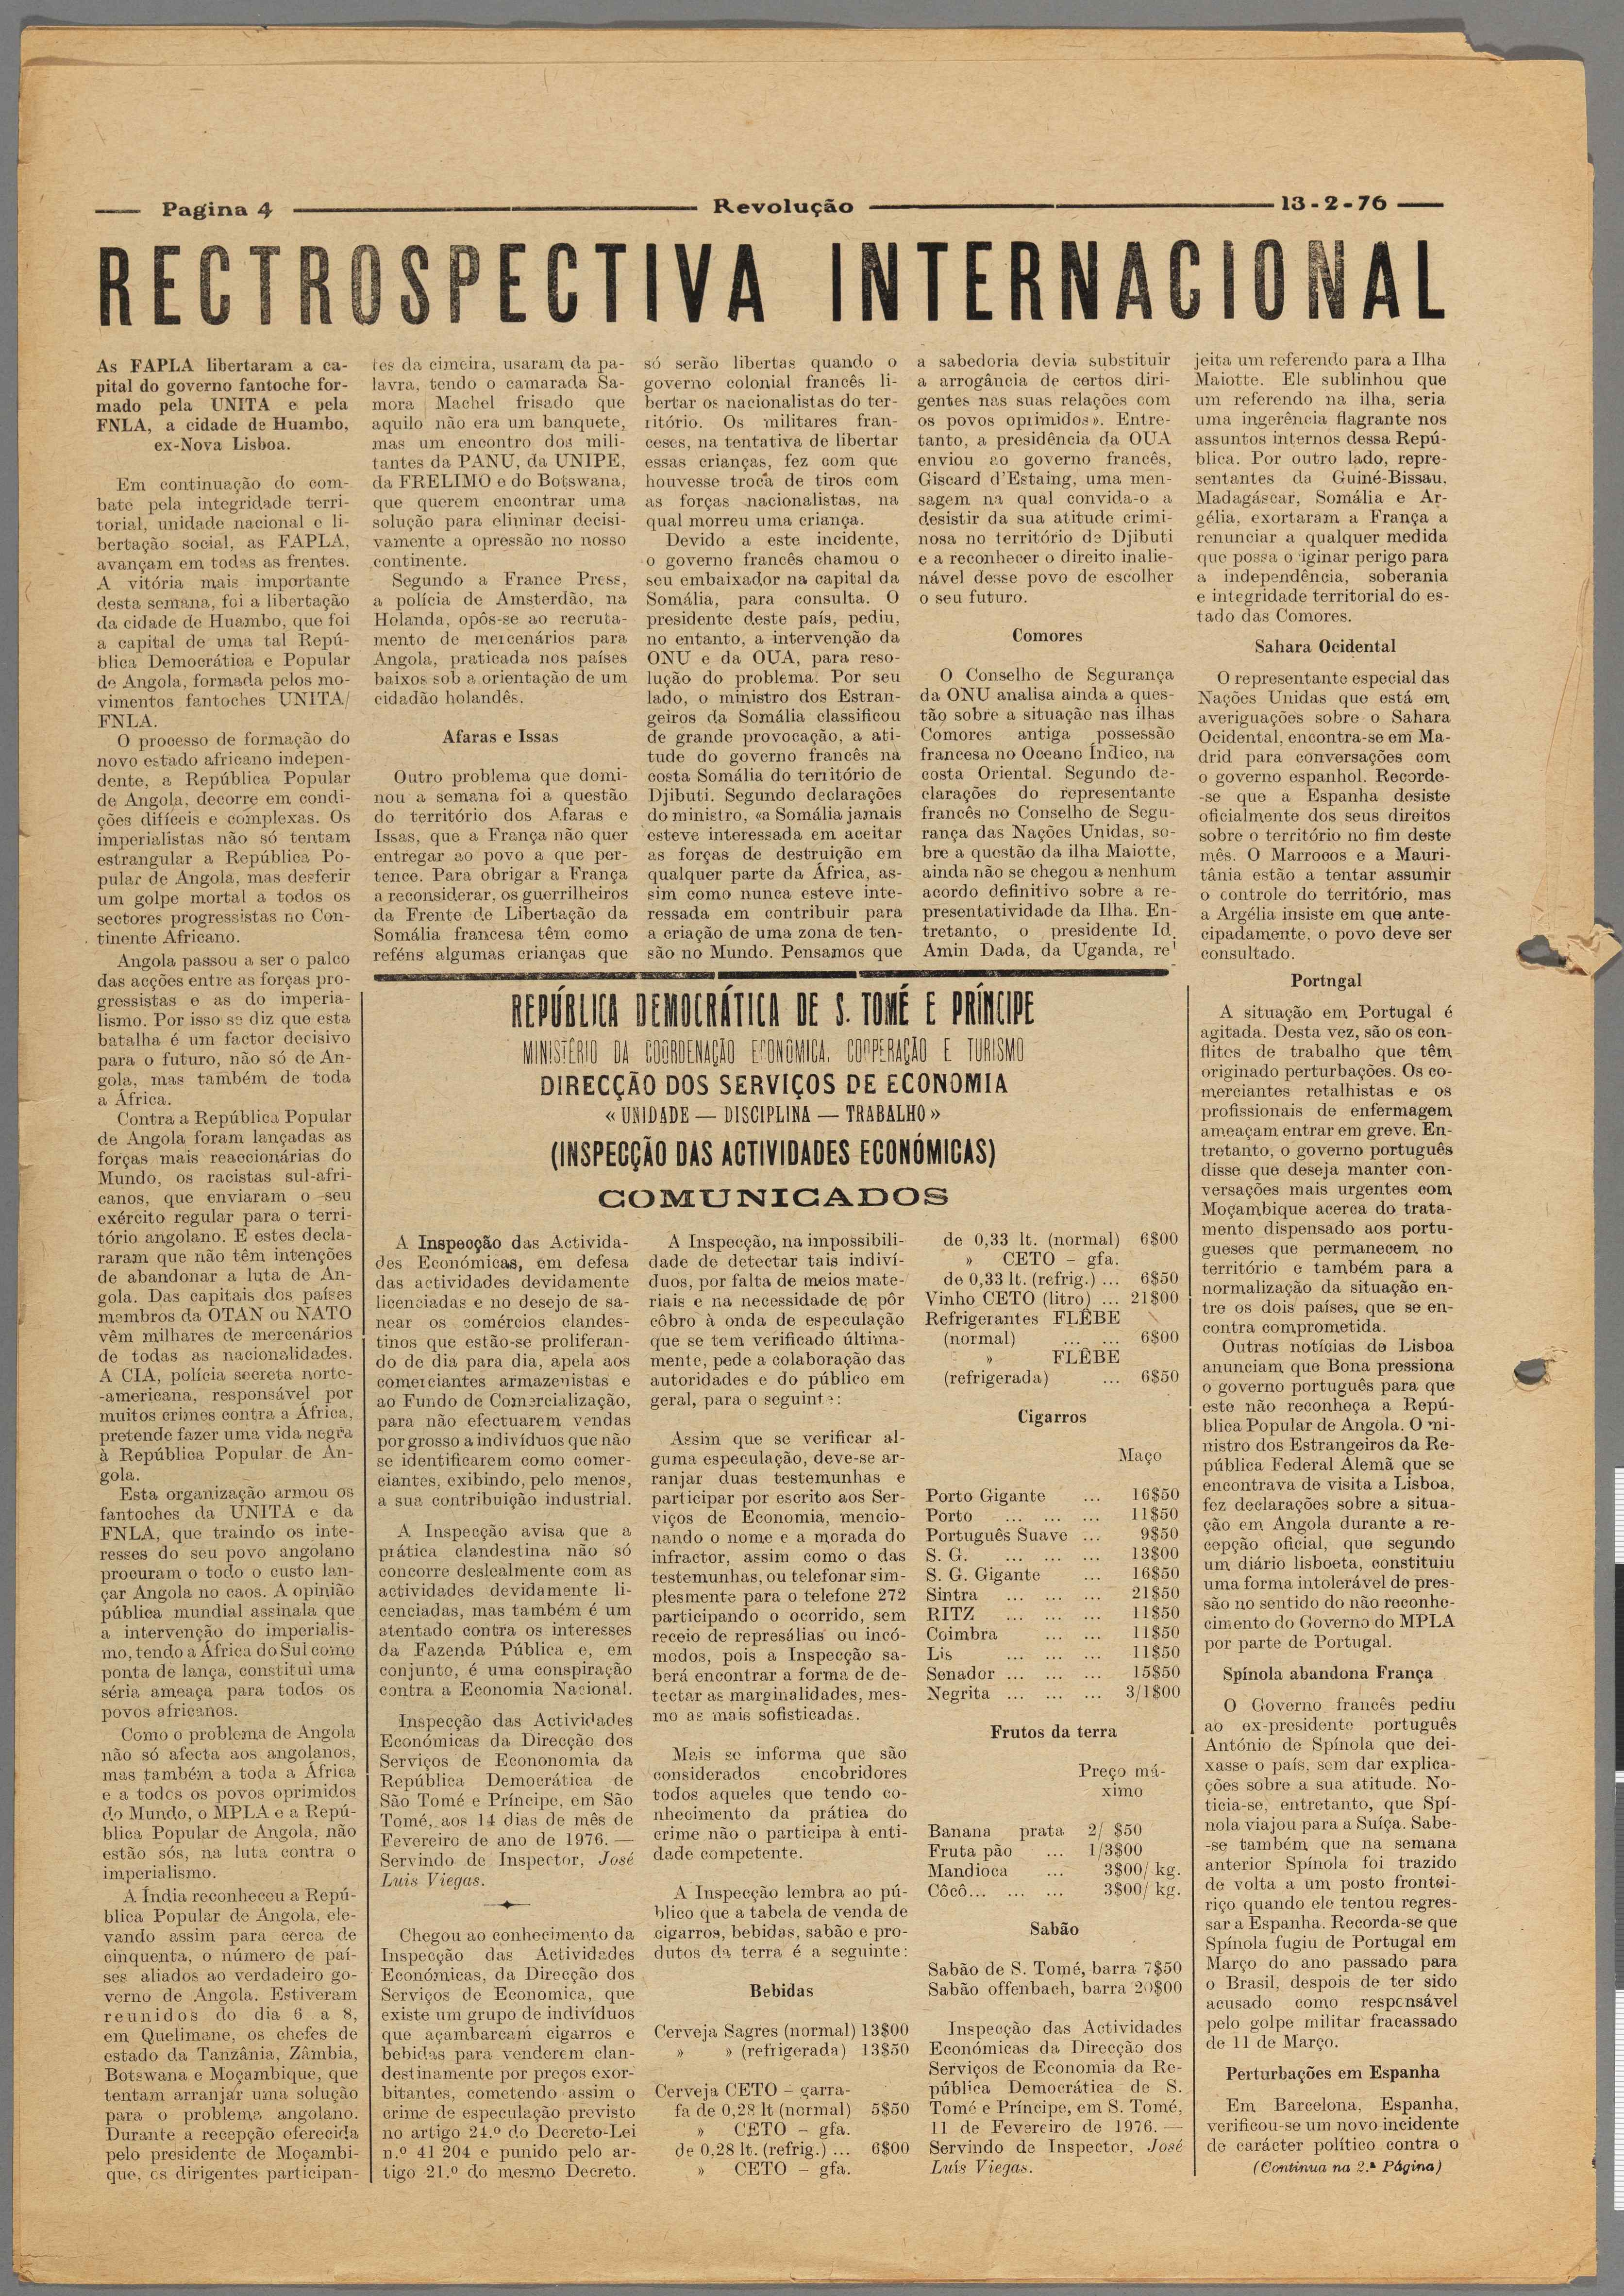 Pagina 4
Revolução
13-2-76
RECTROSPECTIVA INTERNACIONAL
As FAPLA libertaram a ca-
pital do governo fantoche for-
mado pela UNITA e pela
FNLA, a cidade de Huambo,
ex-Nova Lisboa.
Em continuação do com-
bate pela integridade terri-
torial, unidade nacional e li-
bertação social, as FAPLA,
avançam em todas as frentes.
A vitória mais importante
desta semana, foi a libertação
da cidade de Huambo, que foi
a capital de uma tal Repú-
blica Democrática e Popular
de Angola, formada pelos mo-
vimentos fantoches UNITA/
FNLA.
O processo de formação do
novo estado africano indepen-
dente, a República Popular
de Angola, decorre em condi-
ções difíceis e complexas. Os
imperialistas não só tentam
estrangular a República Po-
pular de Angola, mas desferir
um golpe mortal a todos os
sectores progressistas no Con-
tinente Africano.
Angola passou a ser o palco
das acções entre as forças pro-
gressistas e as do imperia-
lismo. Por isso se diz que esta
batalha é um factor decisivo
para o futuro, não só de An-
gola, mas também de toda
a África.
Contra a República Popular
de Angola foram lançadas as
forças mais reaccionárias do
Mundo, os racistas sul-afri-
canos, que enviaram o seu
exército regular para o terri-
tório angolano. E estes decla-
raram que não têm intenções
de abandonar a luta de An-
gola. Das capitais dos países
membros da OTAN ou NATO
vêm milhares de mercenários
de todas as nacionalidades.
A CIA, polícia secreta norte-
-americana, responsável por
muitos crimes contra a África,
pretende fazer uma vida negra
à República Popular de An-
gola.
Esta organização armou os
fantoches da UNITA e da
FNLA, que traindo os inte-
resses do seu povo angolano
procuram o todo o custo lan-
çar Angola no caos. A opinião
pública mundial assinala que
a intervenção do imperialis-
mo, tendo a África do Sul como
ponta de lança, constitui uma
séria ameaça para todos os
povos africanos.
Como o problema de Angola
não só afecta aos angolanos,
mas também a toda a África
e a todos os povos oprimidos
do Mundo, o MPLA e a Repú-
blica Popular de Angola, não
estão sós, na luta contra o
imperialismo.
A Índia reconheceu a Repú-
blica Popular de Angola, ele-
vando assim para cerca de
cinquenta, o número de paí-
ses aliados ao verdadeiro go-
verno de Angola. Estiveram
reunidos do dia 6 a 8,
em Quelimane, os chefes de
estado da Tanzânia, Zâmbia,
Botswana e Moçambique, que
tentam arranjar uma solução
para o problema angolano.
Durante a recepção oferecida
pelo presidente de Moçambi-
que, os dirigentes participan-
tes da cimeira, usaram da pa-
lavra, tendo o camarada Sa-
mora Machel frisado que
aquilo não era um banquete,
mas um encontro dos mili-
tantes da PANU, da UNIPE,
da FRELIMO e do Botswana,
que querem encontrar uma
solução para eliminar decisi-
vamente a opressão no nosso
continente.
Segundo a France Press,
a polícia de Amsterdão, na
Holanda, opôs-se ao recruta-
mento de mercenários para
Angola, praticada nos países
baixos sob a orientação de um
cidadão holandês.
Afaras e Issas
Outro problema que domi-
nou a semana foi a questão
do território dos Afaras e
Issas, que a França não quer
entregar ao povo a que per-
tence. Para obrigar a França
a reconsiderar, os guerrilheiros
da Frente de Libertação da
Somália francesa têm como
reféns algumas crianças que
só serão libertas quando o
governo colonial francês li-
bertar os nacionalistas do ter-
ritório. Os militares fran-
ceses, na tentativa de libertar
essas crianças, fez com que
houvesse troca de tiros com
as forças nacionalistas, na
qual morreu uma criança.
Devido a este incidente,
o governo francês chamou o
seu embaixador na capital da
Somália, para consulta. O
presidente deste país, pediu,
no entanto, a intervenção da
ONU e da OUA, para reso-
lução do problema. Por seu
lado, o ministro dos Estran-
geiros da Somália classificou
de grande provocação, a ati-
tude do governo francês na
costa Somália do território de
Djibuti. Segundo declarações
do ministro, «a Somália jamais
esteve interessada em aceitar
as forças de destruição em
qualquer parte da África, as-
sim como nunca esteve inte-
ressada em contribuir para
a criação de uma zona de ten-
são no Mundo. Pensamos que
a sabedoria devia substituir
a arrogância de certos diri-
gentes nas suas relações com
os povos oprimidos». Entre-
tanto, a presidência da OUA
enviou ao governo francês,
Giscard d'Estaing, uma men-
sagem na qual convida-o a
desistir da sua atitude crimi-
nosa no território de Djibuti
e a reconhecer o direito inalie-
nável desse povo de escolher
o seu futuro.
Comores
O Conselho de Segurança
da ONU analisa ainda a ques-
tão sobre a situação nas ilhas
Comores antiga possessão
francesa no Oceano Índico, na
costa Oriental. Segundo de-
clarações do representante
francês no Conselho de Segu-
rança das Nações Unidas, so-
bre a questão da ilha Maiotte,
ainda não se chegou a nenhum
acordo definitivo sobre a re-
presentatividade da Ilha. En-
tretanto, o presidente Id
Amin Dada, da Uganda, rei
jeita um referendo para a Ilha
Maiotte. Ele sublinhou que
um referendo na ilha, seria
uma ingerência flagrante nos
assuntos internos dessa Repú-
blica. Por outro lado, repre-
sentantes da Guiné-Bissau,
Madagáscar, Somália e Ar-
gélia, exortaram a França a
renunciar a qualquer medida
que possa o iginar perigo para
a independência, soberania
e integridade territorial do es-
tado das Comores.
Sahara Ocidental
O representante especial das
Nações Unidas que está em
averiguações sobre o Sahara
Ocidental, encontra-se em Ma-
drid para conversações com
o governo espanhol. Recorde-
-se que a Espanha desiste
oficialmente dos seus direitos
sobre o território no fim deste
mês. O Marrocos e a Mauri-
tânia estão a tentar assumir
o controle do território, mas
a Argélia insiste em que ante-
cipadamente, o povo deve ser
consultado.
Portngal
A situação em Portugal é
agitada. Desta vez, são os con-
flites de trabalho que têm
originado perturbações. Os co-
merciantes retalhistas e os
profissionais de enfermagem
ameaçam entrar em greve. En-
tretanto, o governo português
disse que deseja manter con-
versações mais urgentes com
Moçambique acerca do trata-
mento dispensado aos portu-
gueses que permanecem no
território e também para a
normalização da situação en-
tre os dois países, que se en-
contra comprometida.
Outras notícias de Lisboa
anunciam que Bona pressiona
o governo português para que
este não reconheça a Repú-
blica Popular de Angola. O mi-
nistro dos Estrangeiros da Re-
pública Federal Alemã que se
encontrava de visita a Lisboa,
fez declarações sobre a situa-
ção em Angola durante a re-
cepção oficial, que segundo
um diário lisboeta, constituiu
uma forma intolerável de pres-
são no sentido do não reconhe-
cimento do Governo do MPLA
por parte de Portugal.
Spínola abandona França
O Governo francês pediu
ao ex-presidente português
António de Spínola que dei-
xasse o país, sem dar explica-
ções sobre a sua atitude. No-
ticia-se, entretanto, que Spí-
nola viajou para a Suíça. Sabe-
-se também que na semana
anterior Spínola foi trazido
de volta a um posto frontei-
riço quando ele tentou regres-
sar a Espanha. Recorda-se que
Spínola fugiu de Portugal em
Março do ano passado para
o Brasil, despois de ter sido
acusado como responsável
pelo golpe militar fracassado
de 11 de Março.
Perturbações em Espanha
Em Barcelona, Espanha,
verificou-se um novo incidente
de carácter político contra o
(Continua na 2.ª Página)
REPÚBLICA DEMOCRÁTICA DE S. TOMÉ E PRÍNCIPE
MINISTÉRIO DA COORDENAÇÃO ECONÓMICA, COOPERAÇÃO E TURISMO
DIRECÇÃO DOS SERVIÇOS DE ECONOMIA
«UNIDADE — DISCIPLINA — TRABALHO»
(INSPECÇÃO DAS ACTIVIDADES ECONÓMICAS)
COMUNICADOS
A Inspecção das Activida-
des Económicas, em defesa
das actividades devidamente
licenciadas e no desejo de sa-
near os comércios clandes-
tinos que estão-se proliferan-
do de dia para dia, apela aos
comerciantes armazenistas e
ao Fundo de Comercialização,
para não efectuarem vendas
por grosso a indivíduos que não
se identificarem como comer-
ciantes, exibindo, pelo menos,
a sua contribuição industrial.
A Inspecção avisa que a
prática clandestina não só
concorre deslealmente com as
actividades devidamente li-
cenciadas, mas também é um
atentado contra os interesses
da Fazenda Pública e, em
conjunto, é uma conspiração
contra a Economia Nacional.
Inspecção das Actividades
Económicas da Direcção dos
Serviços de Econonomia da
República Democrática de
São Tomé e Príncipe, em São
Tomé, aos 14 dias de mês de
Fevereiro de ano de 1976. —
Servindo de Inspector, José
Luís Viegas.
Chegou ao conhecimento da
Inspecção das Actividades
Económicas, da Direcção dos
Serviços de Economica, que
existe um grupo de indivíduos
que açambarcam cigarros e
bebidas para venderem clan-
destinamente por preços exor-
bitantes, cometendo assim o
crime de especulação previsto
no artigo 24.º do Decreto-Lei
n.º 41 204 e punido pelo ar-
tigo 21.º do mesmo Decreto.
A Inspecção, na impossibili-
dade de detectar tais indiví-
duos, por falta de meios mate-
riais e na necessidade de pôr
côbro à onda de especulação
que se tem verificado última-
mente, pede a colaboração das
autoridades e do público em
geral, para o seguinte:
Assim que se verificar al-
guma especulação, deve-se ar-
ranjar duas testemunhas e
participar por escrito aos Ser-
viços de Economia, mencio-
nando o nome e a morada do
infractor, assim como o das
testemunhas, ou telefonar sim-
plesmente para o telefone 272
participando o ocorrido, sem
receio de represálias ou incó-
modos, pois a Inspecção sa-
berá encontrar a forma de de-
tectar as marginalidades, mes-
mo as mais sofisticadas.
Mais se informa que são
considerados encobridores
todos aqueles que tendo co-
nhecimento da prática do
crime não o participa à enti-
dade competente.
A Inspecção lembra ao pú-
blico que a tabela de venda de
cigarros, bebidas, sabão e pro-
dutos da terra é a seguinte:
Bebidas
Cerveja Sagres (normal) 13$00
» » (refrigerada) 13$50
Cerveja CETO – garra-
fa de 0,28 lt (normal) 5$50
» CETO – gfa.
de 0,28 lt. (refrig.) ... 6$00
» CETO – gfa.
de 0,33 lt. (normal) 6$00
» CETO – gfa.
de 0,33 lt. (refrig.) ... 6$50
Vinho CETO (litro) ... 21$00
Refrigerantes FLÊBE
(normal) ... ... 6$00
» FLÊBE
(refrigerada) ... 6$50
Cigarros
Maço
Porto Gigante ... 16$50
Porto ... ... ... 11$50
Português Suave ... 9$50
S. G. ... ... ... 13$00
S. G. Gigante ... 16$50
Sintra ... ... ... 21$50
RITZ ... ... ... 11$50
Coimbra ... ... 11$50
Lis ... ... ... 11$50
Senador ... ... ... 15$50
Negrita ... ... ... 3/1$00
Frutos da terra
Preço má-
ximo
Banana prata 2/ $50
Fruta pão ... 1/3$00
Mandioca ... 3$00/ kg.
Côcô... ... ... 3$00/ kg.
Sabão
Sabão de S. Tomé, barra 7$50
Sabão offenbach, barra 20$00
Inspecção das Actividades
Económicas da Direcção dos
Serviços de Economia da Re-
pública Democrática de S.
Tomé e Príncipe, em S. Tomé,
11 de Fevereiro de 1976. —
Servindo de Inspector, José
Luís Viegas.